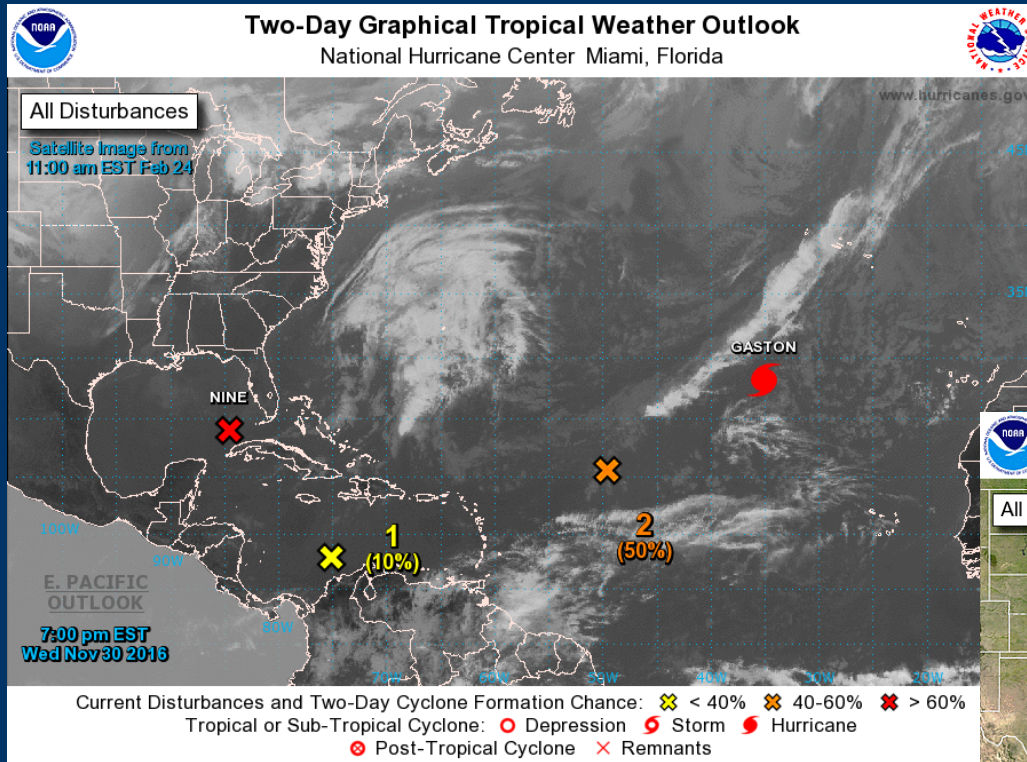 Two-Day Graphical Tropical Weather Outlook
National Hurricane Center Miami, Florida
NOAA
NATIONAL WEATHER SERVICE
www.hurricanes.gov
All Disturbances
Satellite Image from
11:00 am EST Feb 24
45N
35N
GASTON
NINE
NOAA
All
100W
90W
1
(10%)
2
(50%)
E. PACIFIC
OUTLOOK
7:00 pm EST
Wed Nov 30 2016
80W
70W
60W
50W
40W
30W
20W
Current Disturbances and Two-Day Cyclone Formation Chance: < 40% 40-60% > 60%
Tropical or Sub-Tropical Cyclone: Depression Storm Hurricane
Post-Tropical Cyclone Remnants